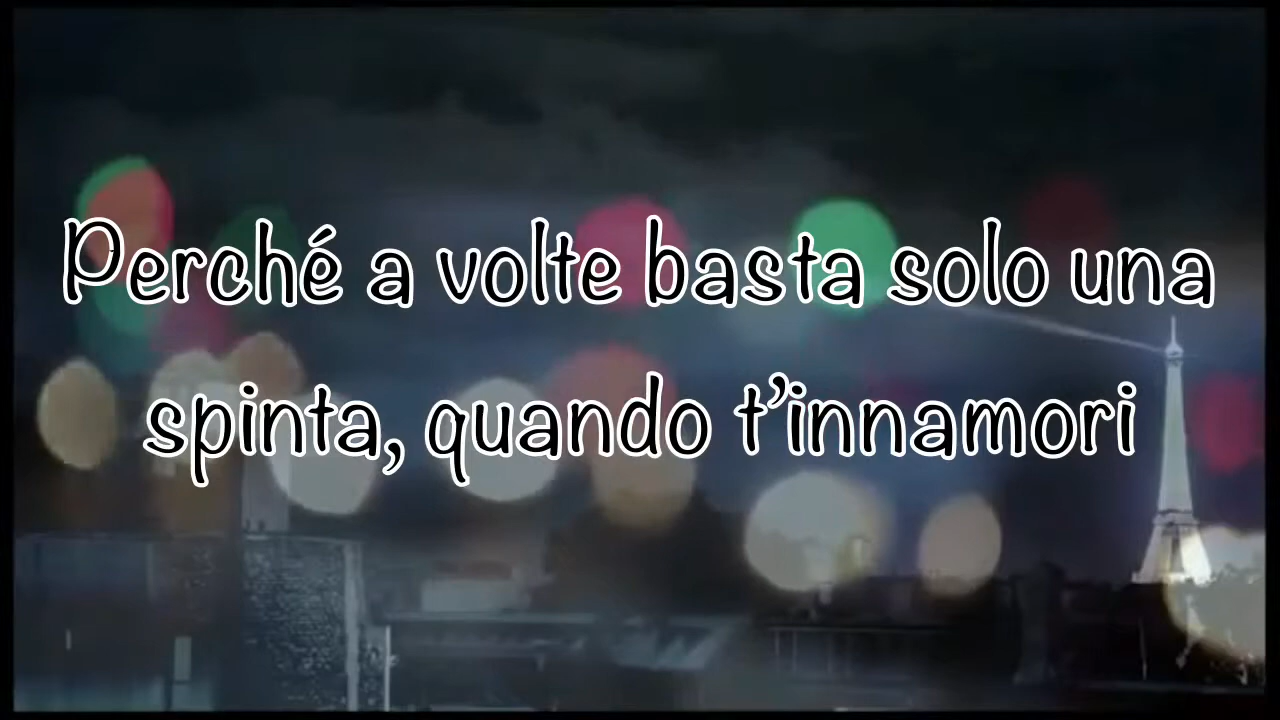 Perché a volte basta solo una
spinta, quando t’innamori